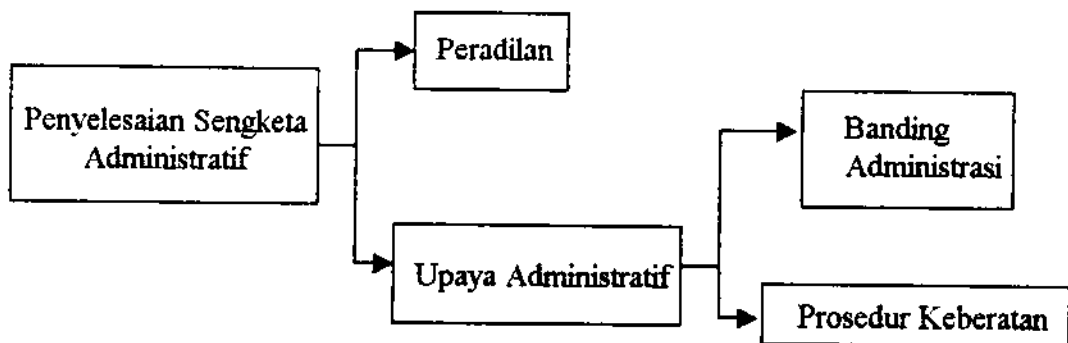 Peradilan
Penyelesaian Sengketa
Administratif
Banding
Administrasi
Upaya Administratif
Prosedur Keberatan